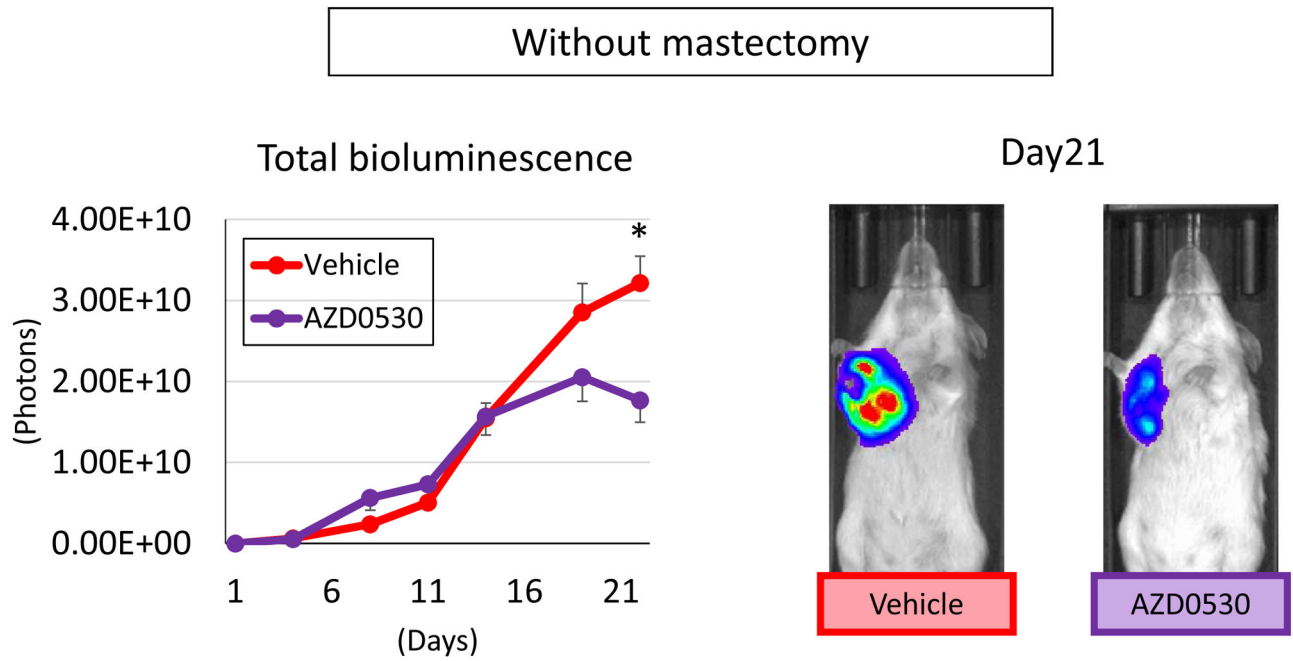 Without mastectomy
Total bioluminescence
(Photons)
4.00E+10
3.00E+10
2.00E+10
1.00E+10
0.00E+00
*
Vehicle
AZD0530
1 6 11 16 21
(Days)
Day21
Vehicle
AZD0530